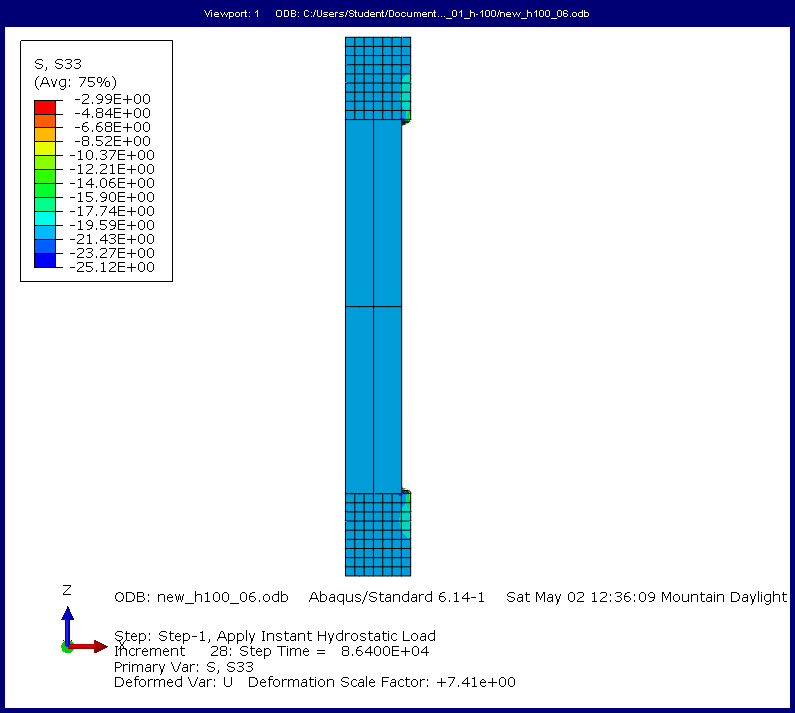 Viewport: 1 ODB: C:/Users/Student/Document..._01_h-100/new_h100_06.odb
S, S33
(Avg: 75%)
-2.99E+00
-4.84E+00
-6.68E+00
-8.52E+00
-10.37E+00
-12.21E+00
-14.06E+00
-15.90E+00
-17.74E+00
-19.59E+00
-21.43E+00
-23.27E+00
-25.12E+00
Z
X
ODB: new_h100_06.odb Abaqus/Standard 6.14-1 Sat May 02 12:36:09 Mountain Daylight
Step: Step-1, Apply Instant Hydrostatic Load
Increment 28: Step Time = 8.6400E+04
Primary Var: S, S33
Deformed Var: U Deformation Scale Factor: +7.41e+00